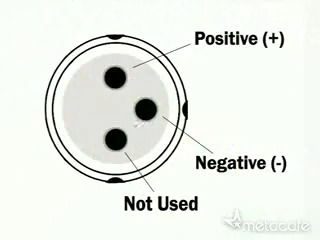 Positive (+)
Negative (-)
Not Used
metacafe